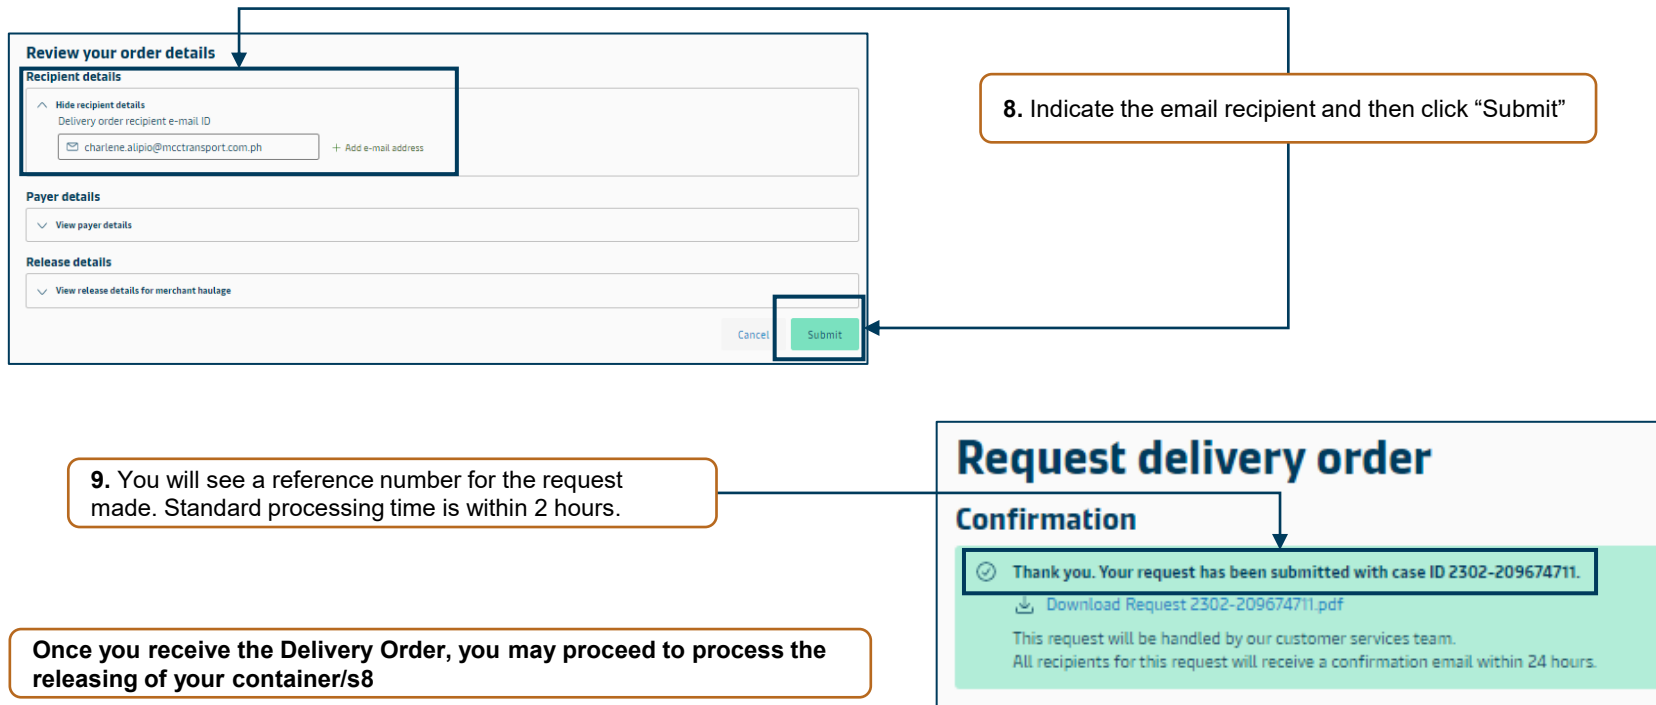 Review your order details
Recipient details
Hide recipient details
Delivery order recipient e-mail ID
charlene.alipio@mcctransport.com.ph
+ Add e-mail address
Payer details
View payer details
Release details
View release details for merchant haulage
Cancel
Submit
8. Indicate the email recipient and then click “Submit”
9. You will see a reference number for the request
made. Standard processing time is within 2 hours.
Request delivery order
Confirmation
Thank you. Your request has been submitted with case ID 2302-209674711.
Download Request 2302-209674711.pdf
This request will be handled by our customer services team.
All recipients for this request will receive a confirmation email within 24 hours.
Once you receive the Delivery Order, you may proceed to process the
releasing of your container/s8